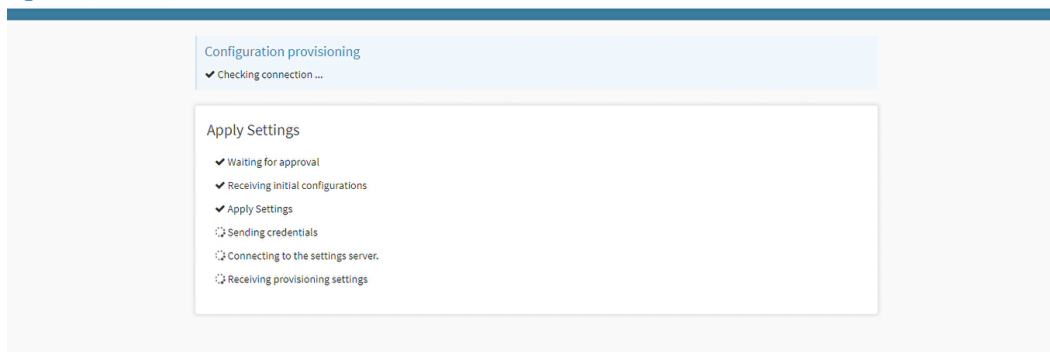 Configuration provisioning
Checking connection ...
Apply Settings
Waiting for approval
Receiving initial configurations
Apply Settings
Sending credentials
Connecting to the settings server.
Receiving provisioning settings